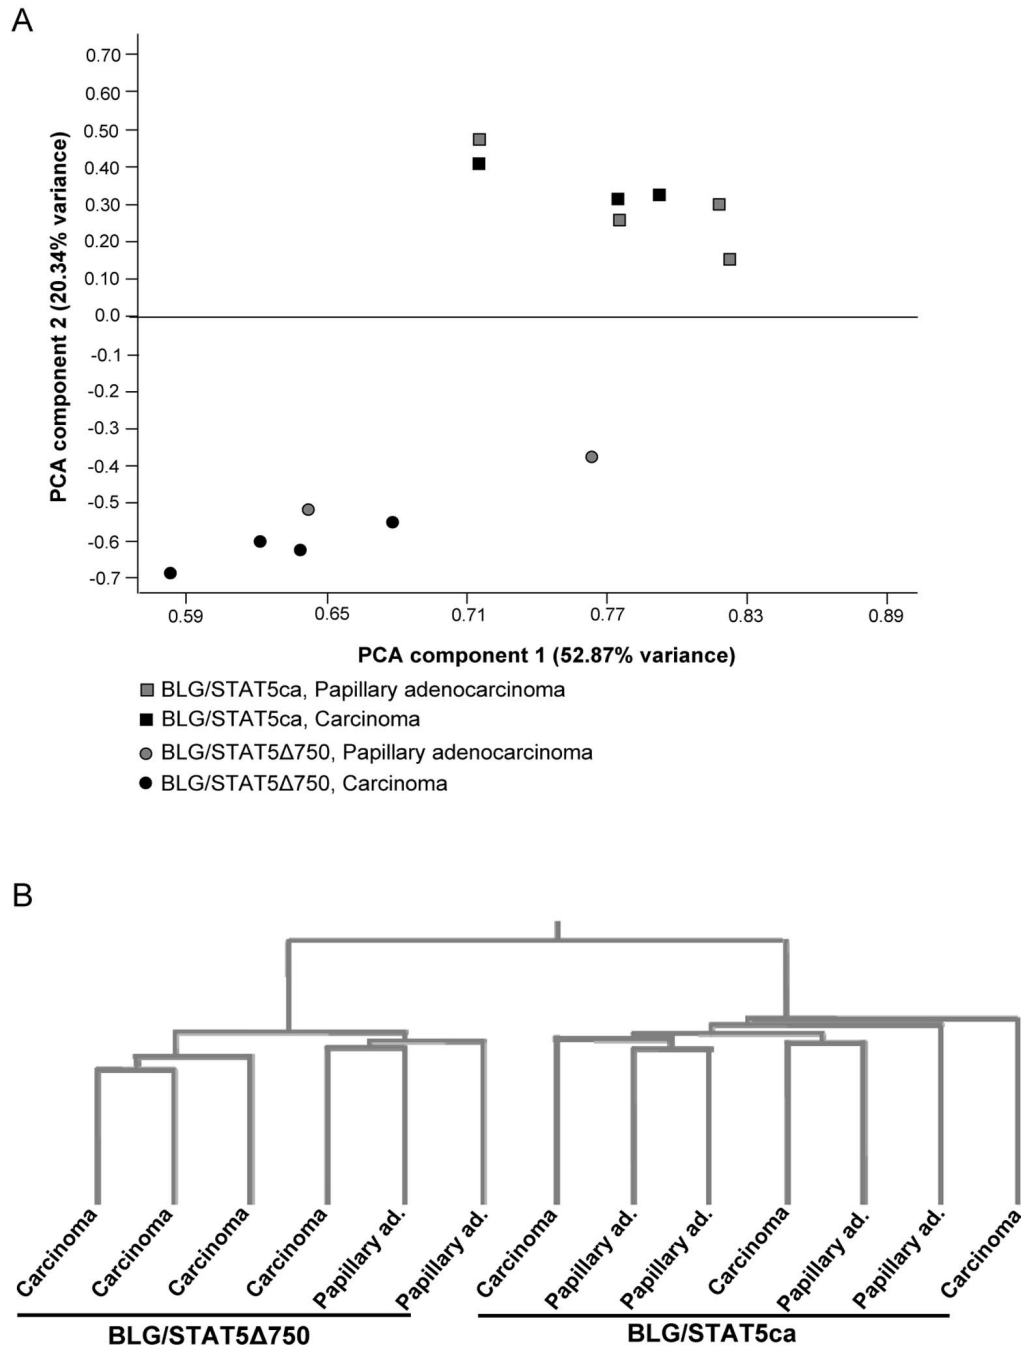 A
0.70
0.60
0.50
0.40
0.30
0.20
0.10
0.0
-0.1
-0.2
-0.3
-0.4
-0.5
-0.6
-0.7
PCA component 2 (20.34% variance)
0.59 0.65 0.71 0.77 0.83 0.89
PCA component 1 (52.87% variance)
BLG/STAT5ca, Papillary adenocarcinoma
BLG/STAT5ca, Carcinoma
BLG/STAT5Δ750, Papillary adenocarcinoma
BLG/STAT5Δ750, Carcinoma
B
Carcinoma
Carcinoma
Carcinoma
Carcinoma
Papillary ad.
Papillary ad.
Carcinoma
Papillary ad.
Papillary ad.
Carcinoma
Papillary ad.
Papillary ad.
Carcinoma
BLG/STAT5Δ750
BLG/STAT5ca